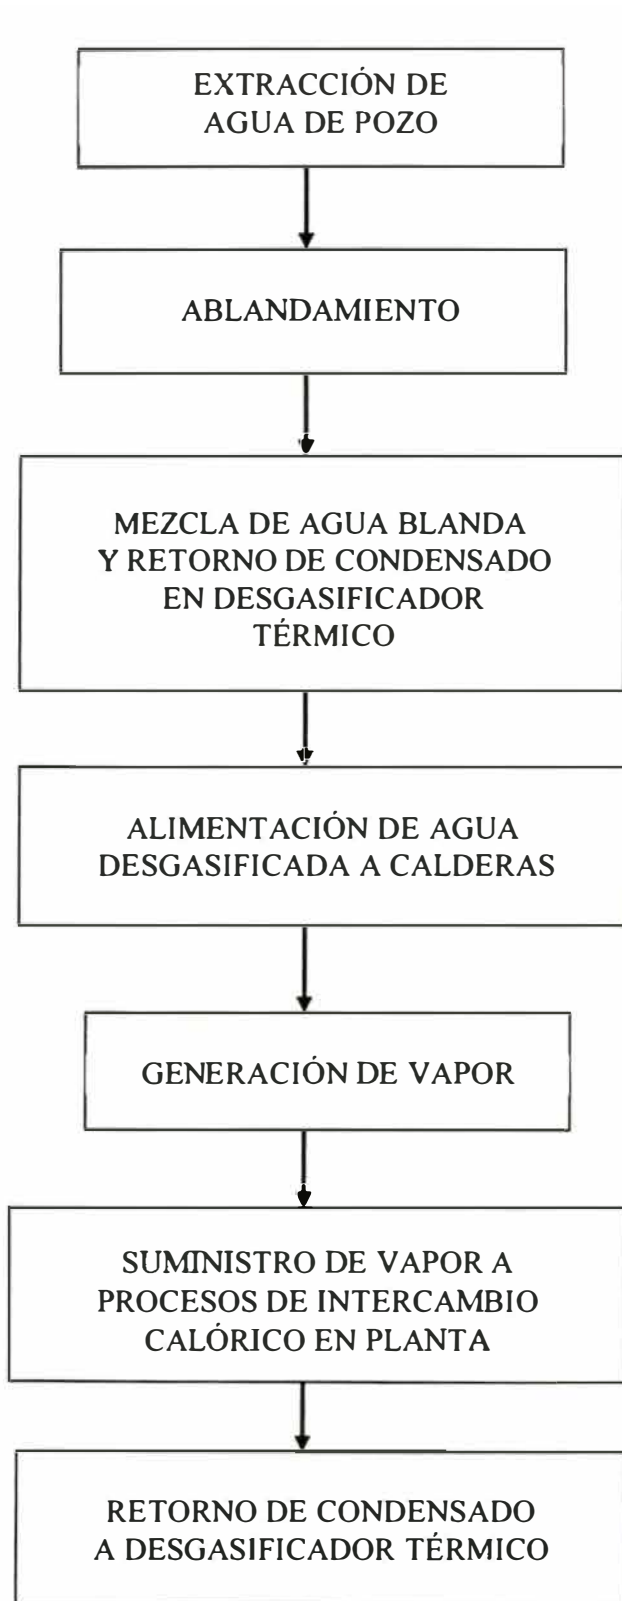 EXTRACCIÓN DE
AGUA DE POZO
ABLANDAMIENTO
MEZCLA DE AGUA BLANDA
Y RETORNO DE CONDENSADO
EN DESGASIFICADOR
TÉRMICO
ALIMENTACIÓN DE AGUA
DESGASIFICADA A CALDERAS
GENERACIÓN DE VAPOR
SUMINISTRO DE VAPOR A
PROCESOS DE INTERCAMBIO
CALÓRICO EN PLANTA
RETORNO DE CONDENSADO
A DESGASIFICADOR TÉRMICO